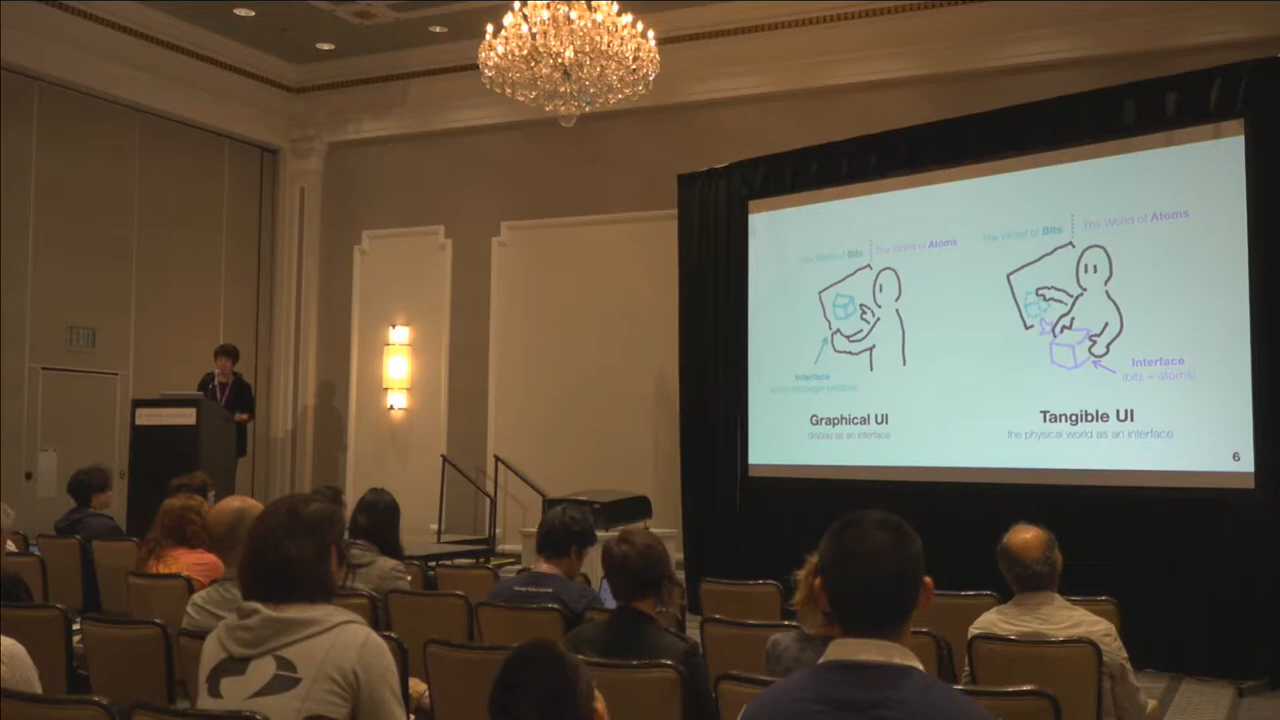 EXIT
The World of Bits
The World of Atoms
Interface
Graphical UI
display as an interface
The World of Bits
The World of Atoms
Interface
(bits + atoms)
Tangible UI
the physical world as an interface
6